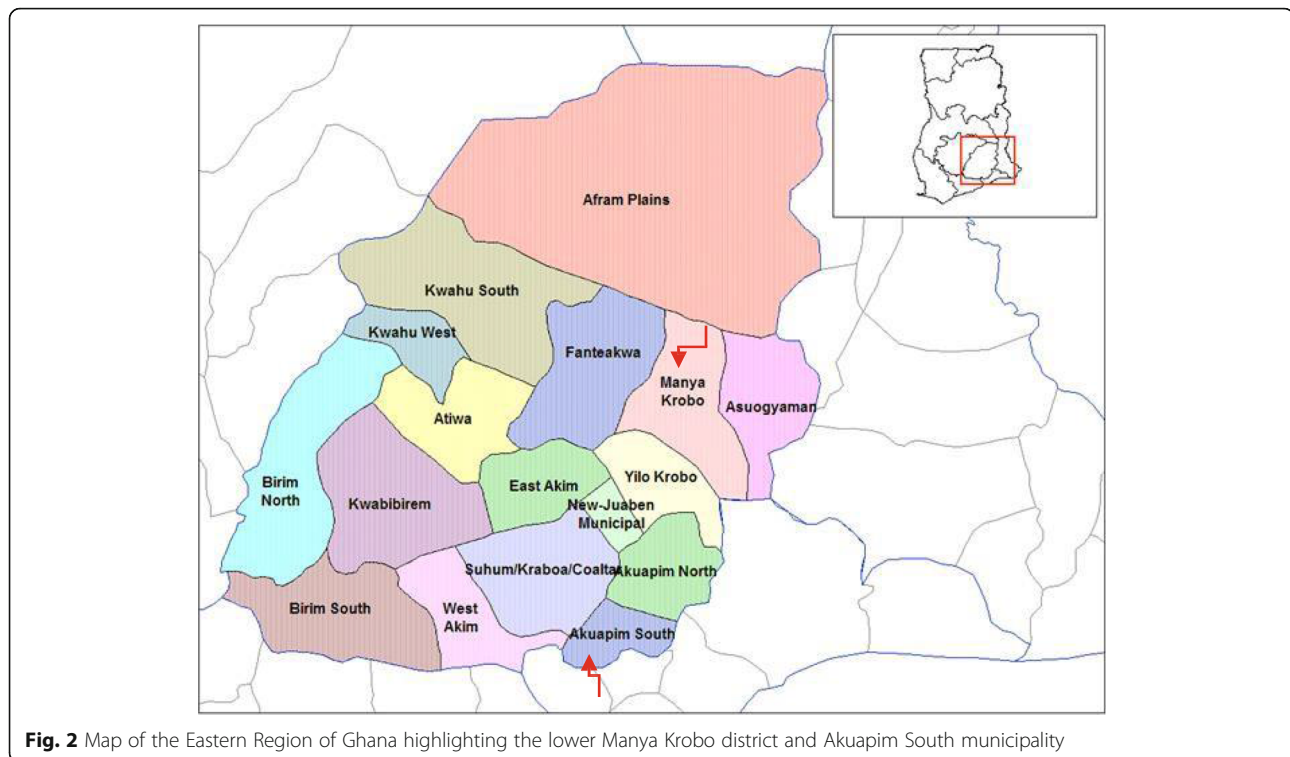 Afram Plains
Kwahu South
Kwahu West
Fanteakwa
Manya
Krobo
Asuogyaman
Atiwa
Birim
North
Kwabibirem
East Akim
Yilo Krobo
New-Juaben
Municipal
Suhum/Kraboa/Coaltar
Akuapim North
Birim South
West
Akim
Akuapim South
Fig. 2 Map of the Eastern Region of Ghana highlighting the lower Manya Krobo district and Akuapim South municipality